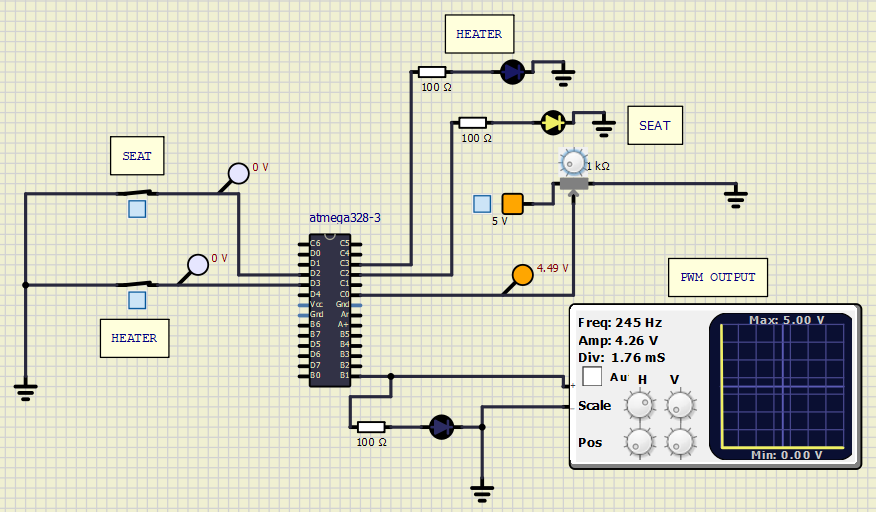 HEATER
100 Ω
100 Ω
SEAT
SEAT
0 V
1 kΩ
5 V
atmega328-3
0 V
4.49 V
PWM OUTPUT
HEATER
C6 C5
D0 C4
D1 C3
D2 C2
D3 C1
D4 C0
Vcc Gnd
Gnd Ar
B6 A+
B7 B5
D5 B4
D6 B3
D7 B2
B0 B1
100 Ω
Freq: 245 Hz
Amp: 4.26 V
Div: 1.76 mS
Au H V
+
Scale
-
Pos
Max: 5.00 V
Min: 0.00 V